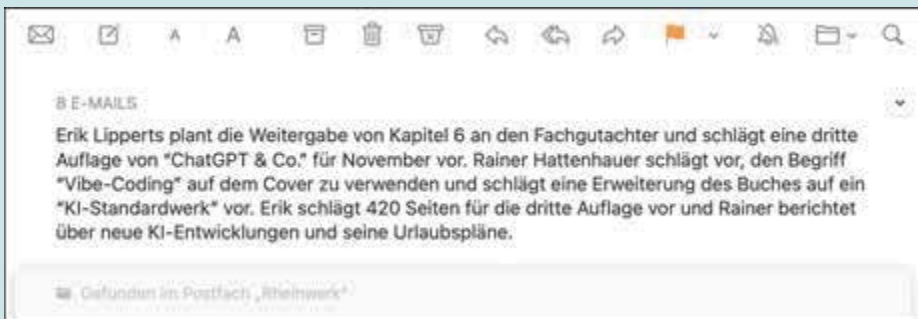 A A
8 E-MAILS
Erik Lipperts plant die Weitergabe von Kapitel 6 an den Fachgutachter und schlägt eine dritte
Auflage von "ChatGPT & Co." für November vor. Rainer Hattenhauer schlägt vor, den Begriff
"Vibe-Coding" auf dem Cover zu verwenden und schlägt eine Erweiterung des Buches auf ein
"KI-Standardwerk" vor. Erik schlägt 420 Seiten für die dritte Auflage vor und Rainer berichtet
über neue KI-Entwicklungen und seine Urlaubspläne.
Gefunden im Postfach „Rheinwerk“